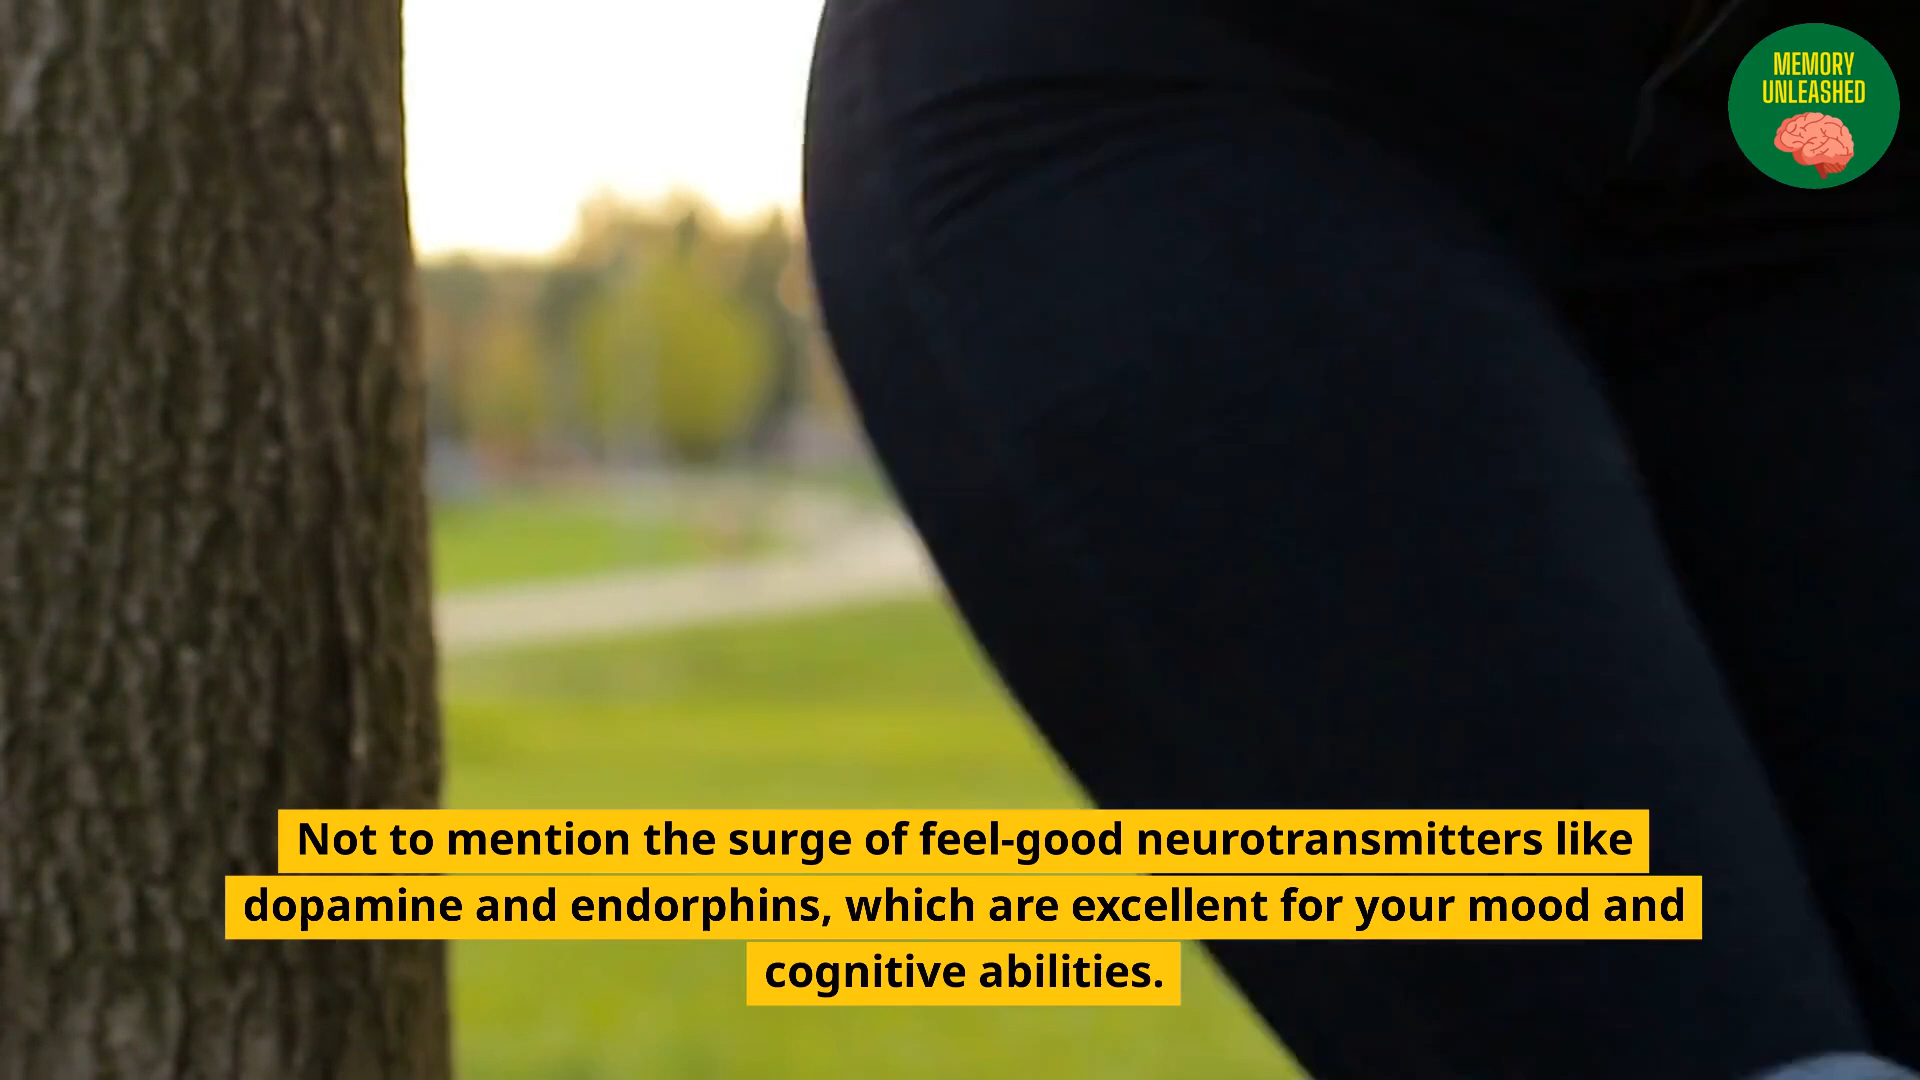 MEMORY
UNLEASHED
Not to mention the surge of feel-good neurotransmitters like
dopamine and endorphins, which are excellent for your mood and
cognitive abilities.